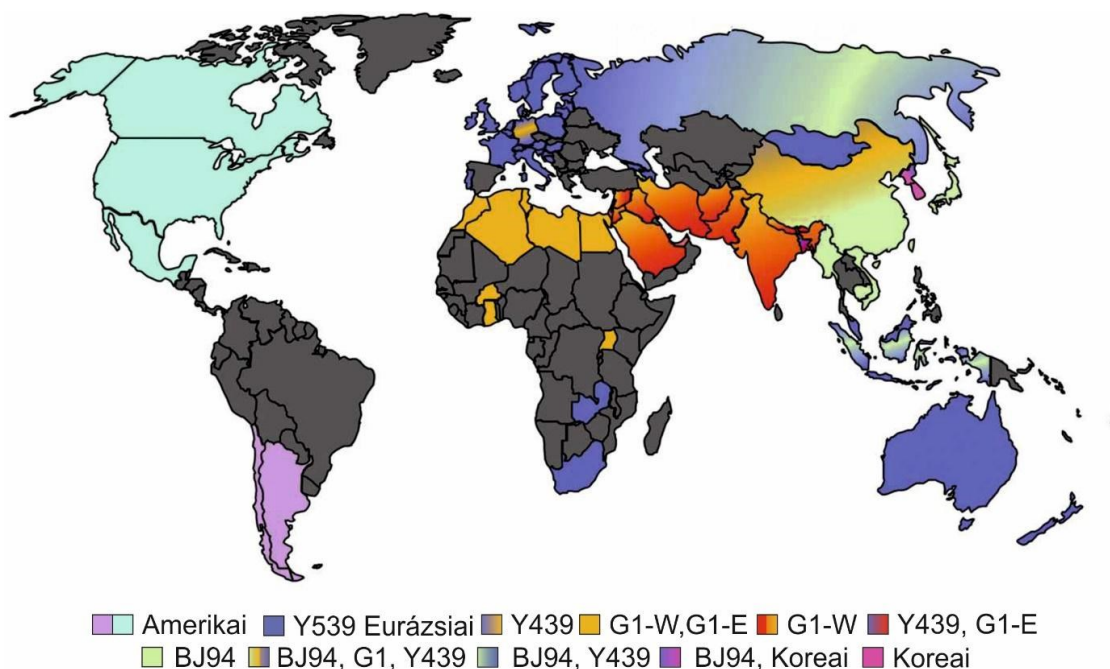 Amerikai Y539 Eurázsiai Y439 G1-W,G1-E G1-W Y439, G1-E
BJ94 BJ94, G1, Y439 BJ94, Y439 BJ94, Koreai Koreai